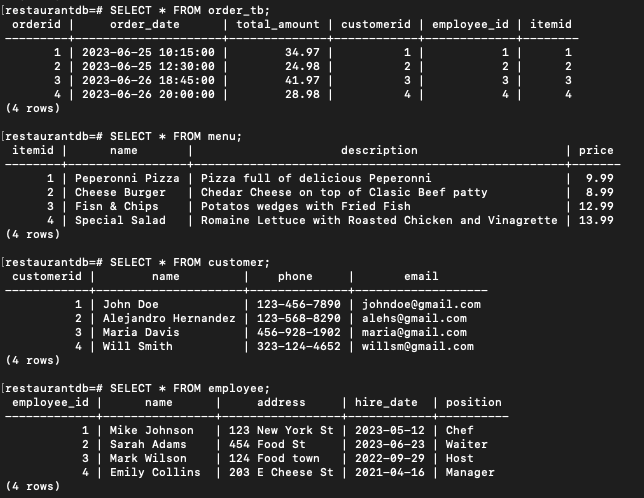 [restaurantdb=# SELECT * FROM order_tb;
 orderid |     order_date      | total_amount | customerid | employee_id | itemid
---------+---------------------+--------------+------------+-------------+--------
       1 | 2023-06-25 10:15:00 |        34.97 |          1 |           1 |      1
       2 | 2023-06-25 12:30:00 |        24.98 |          2 |           2 |      2
       3 | 2023-06-26 18:45:00 |        41.97 |          3 |           3 |      3
       4 | 2023-06-26 20:00:00 |        28.98 |          4 |           4 |      4
(4 rows)
[restaurantdb=# SELECT * FROM menu;
 itemid |      name       |                     description                     | price
--------+-----------------+-----------------------------------------------------+-------
      1 | Peperonni Pizza | Pizza full of delicious Peperonni                   |  9.99
      2 | Cheese Burger   | Chedar Cheese on top of Clasic Beef patty           |  8.99
      3 | Fisn & Chips    | Potatos wedges with Fried Fish                      | 12.99
      4 | Special Salad   | Romaine Lettuce with Roasted Chicken and Vinagrette | 13.99
(4 rows)
[restaurantdb=# SELECT * FROM customer;
 customerid |        name         |    phone     |       email
------------+---------------------+--------------+-------------------
          1 | John Doe            | 123-456-7890 | johndoe@gmail.com
          2 | Alejandro Hernandez | 123-568-8290 | alehs@gmail.com
          3 | Maria Davis         | 456-928-1902 | maria@gmail.com
          4 | Will Smith          | 323-124-4652 | willsm@gmail.com
(4 rows)
[restaurantdb=# SELECT * FROM employee;
 employee_id |     name      |     address     | hire_date  | position
-------------+---------------+-----------------+------------+----------
           1 | Mike Johnson  | 123 New York St | 2023-05-12 | Chef
           2 | Sarah Adams   | 454 Food St     | 2023-06-23 | Waiter
           3 | Mark Wilson   | 124 Food town   | 2022-09-29 | Host
           4 | Emily Collins | 203 E Cheese St | 2021-04-16 | Manager
(4 rows)